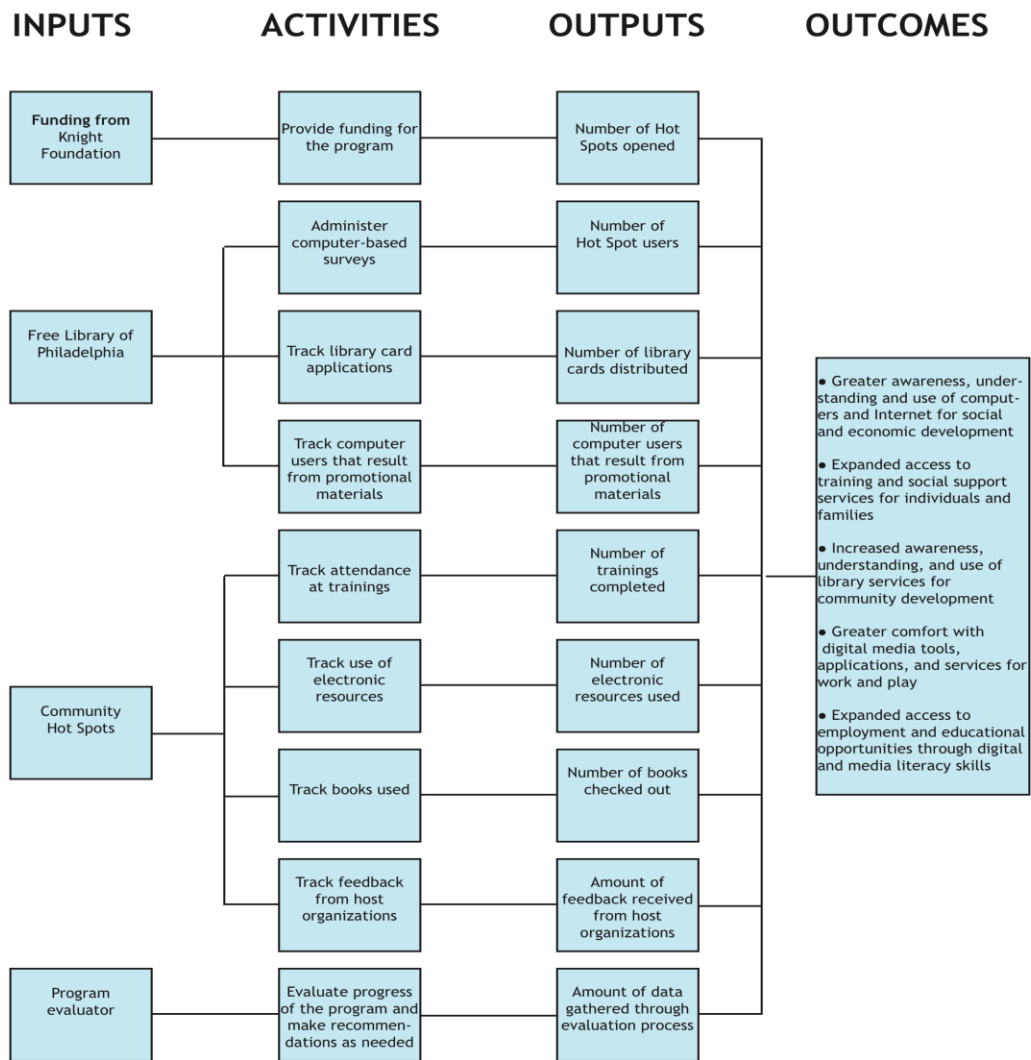 INPUTS ACTIVITIES OUTPUTS OUTCOMES
Funding from
Knight
Foundation
Provide funding for
the program
Number of Hot
Spots opened
Administer
computer-based
surveys
Number of
Hot Spot users
Free Library of
Philadelphia
Track library card
applications
Number of library
cards distributed
Track computer
users that result
from promotional
materials
Number of
computer users
that result from
promotional
materials
Track attendance
at trainings
Number of
trainings
completed
Community
Hot Spots
Track use of
electronic
resources
Number of
electronic
resources used
Track books used
Number of books
checked out
Track feedback
from host
organizations
Amount of
feedback received
from host
organizations
Program
evaluator
Evaluate progress
of the program and
make recommen-
dations as needed
Amount of data
gathered through
evaluation process
● Greater awareness, under-
standing and use of comput-
ers and Internet for social
and economic development
● Expanded access to
training and social support
services for individuals and
families
● Increased awareness,
understanding, and use of
library services for
community development
● Greater comfort with
digital media tools,
applications, and services for
work and play
● Expanded access to
employment and educational
opportunities through digital
and media literacy skills